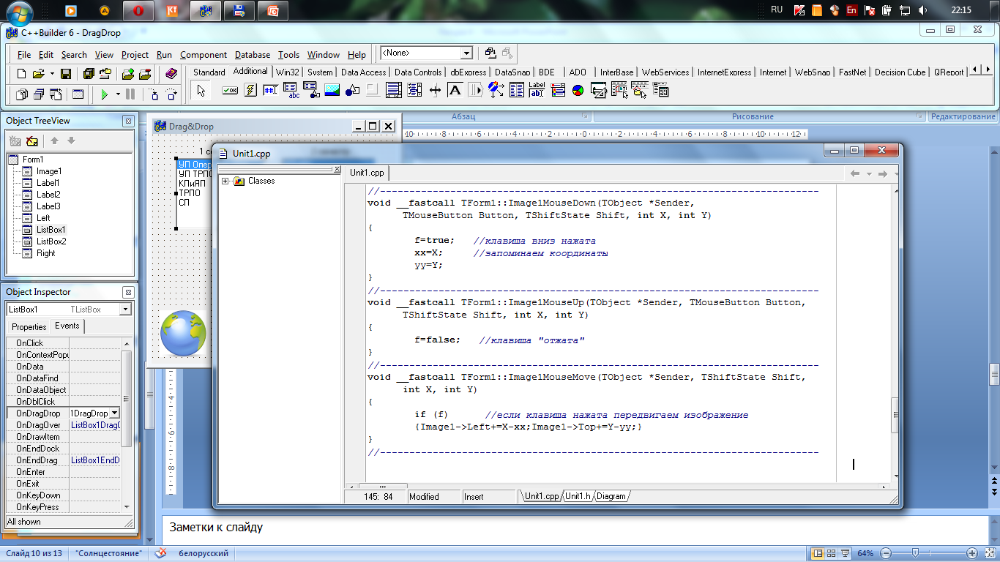 RU
En
22:15
C++Builder 6 - DragDrop
File Edit Search View Project Run Component Database Tools Window Help
<None>
Standard Additional Win32 System Data Access Data Controls dbExpress DataSnap BDE ADO InterBase WebServices InternetExpress Internet WebSnap FastNet Decision Cube QReport
Абзац Рисование Редактирование
Object TreeView
Form1
Image1
Label1
Label2
Label3
Left
ListBox1
ListBox2
Right
Drag&Drop
УП Опер
УП ТРПО
КПиЯП
ТРПО
СП
Object Inspector
ListBox1 TListBox
Properties Events
OnClick
OnContextPopu
OnData
OnDataFind
OnDataObject
OnDblClick
OnDragDrop 1DragDrop
OnDragOver ListBox1DragO
OnDrawItem
OnEndDock
OnEndDrag ListBox1EndD
OnEnter
OnExit
OnKeyDown
OnKeyPress
All shown
Unit1.cpp
Classes
Unit1.cpp
//---------------------------------------------------------------------------
void __fastcall TForm1::Image1MouseDown(TObject *Sender,
TMouseButton Button, TShiftState Shift, int X, int Y)
{
f=true; //клавиша вниз нажата
xx=X; //запоминаем координаты
yy=Y;
}
//---------------------------------------------------------------------------
void __fastcall TForm1::Image1MouseUp(TObject *Sender, TMouseButton Button,
TShiftState Shift, int X, int Y)
{
f=false; //клавиша "отжата"
}
//---------------------------------------------------------------------------
void __fastcall TForm1::Image1MouseMove(TObject *Sender, TShiftState Shift,
int X, int Y)
{
if (f) //если клавиша нажата передвигаем изображение
{Image1->Left+=X-xx;Image1->Top+=Y-yy;}
}
//---------------------------------------------------------------------------
145: 84 Modified Insert Unit1.cpp Unit1.h Diagram
Заметки к слайду
Слайд 10 из 13 "Солнцестояние" белорусский 64%